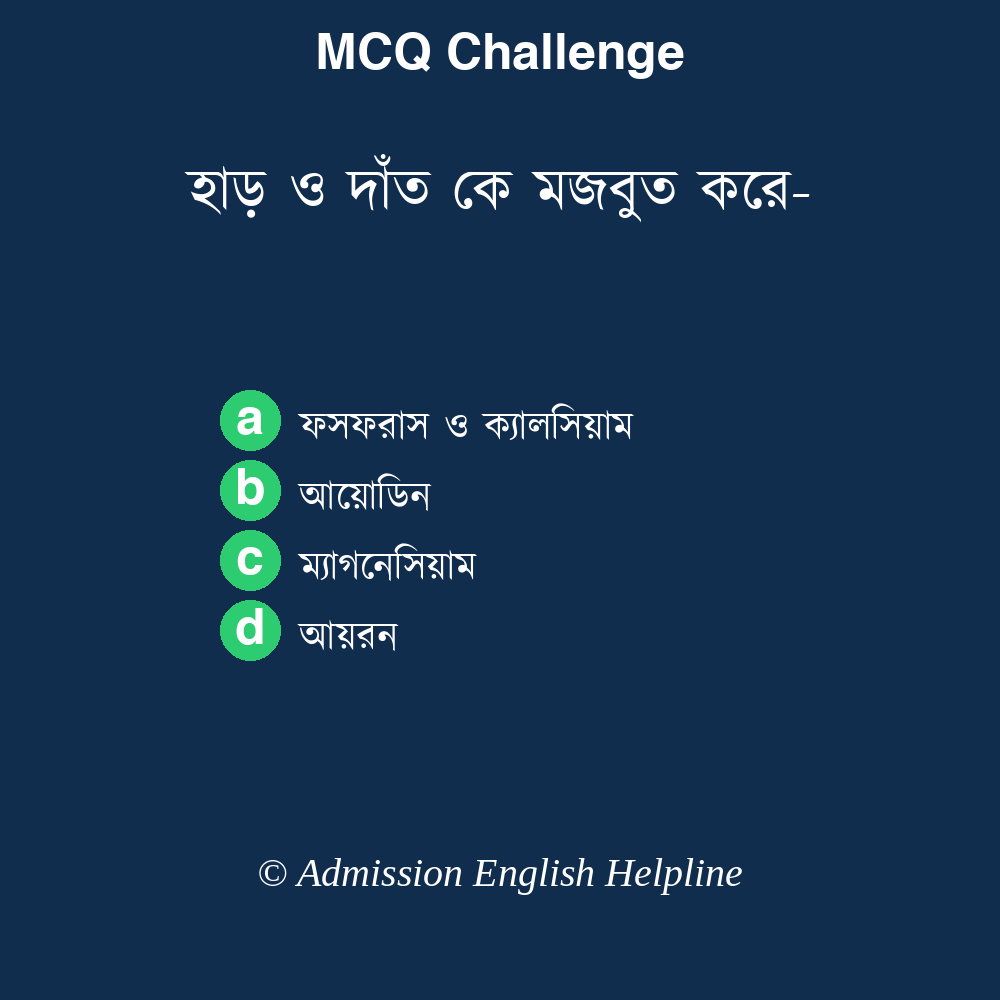 MCQ Challenge
হাড় ও দাঁত কে মজবুত করে-
a ফসফরাস ও ক্যালসিয়াম
b আয়োডিন
c ম্যাগনেসিয়াম
d আয়রন
© Admission English Helpline